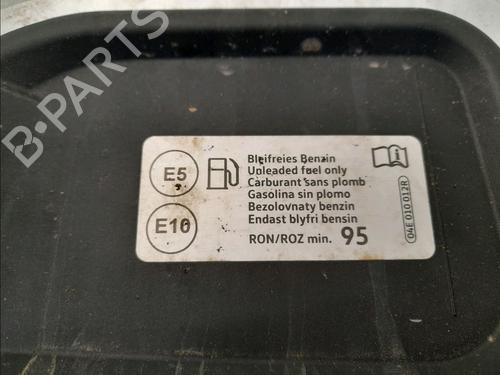 B-PARTS
E5
E10
Bleifreies Benzin
Unleaded fuel only
Carburant sans plomb
Gasolina sin plomo
Bezolovnaty benzin
Endast blyfri bensin
RON/ROZ min. 95
i
04E 010 012R